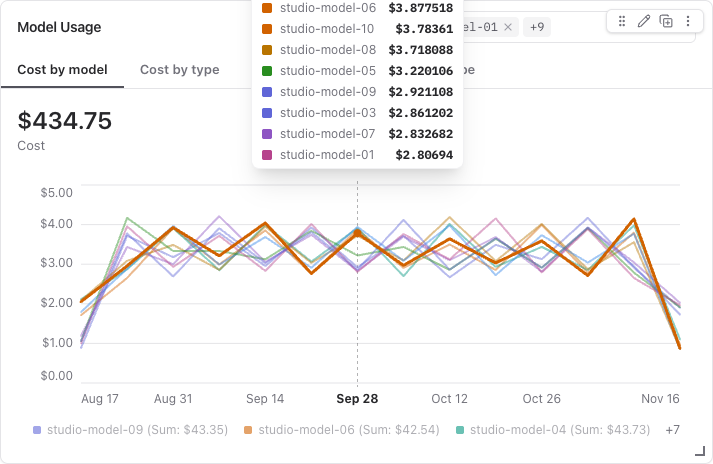 studio-model-06 $3.877518
Model Usage
el-01 × +9
studio-model-10 $3.78361
studio-model-08 $3.718088
Cost by model Cost by type pe
studio-model-05 $3.220106
studio-model-09 $2.921108
studio-model-03 $2.861202
studio-model-07 $2.832682
studio-model-01 $2.80694
$434.75
Cost
$5.00
$4.00
$3.00
$2.00
$1.00
$0.00
Aug 17 Aug 31 Sep 14 Sep 28 Oct 12 Oct 26 Nov 16
studio-model-09 (Sum: $43.35) studio-model-06 (Sum: $42.54) studio-model-04 (Sum: $43.73) +7